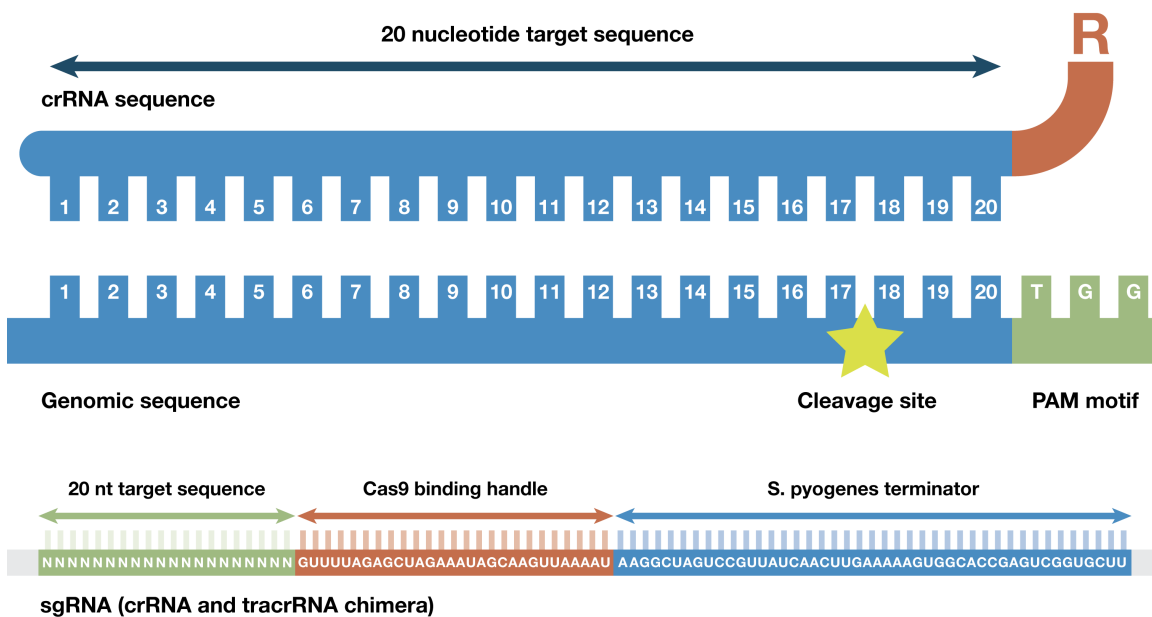 20 nucleotide target sequence
R
crRNA sequence
1 2 3 4 5 6 7 8 9 10 11 12 13 14 15 16 17 18 19 20
1 2 3 4 5 6 7 8 9 10 11 12 13 14 15 16 17 18 19 20 T G G
Genomic sequence Cleavage site PAM motif
20 nt target sequence Cas9 binding handle S. pyogenes terminator
NNNNNNNNNNNNNNNNNNNN GUUUUAGAGCUAGAAAUAGCAAGUUAAAAU AAGGCUAGUCCGUUAUCAACUUGAAAAAGUGGCACCGAGUCGGUGCUU
sgRNA (crRNA and tracrRNA chimera)